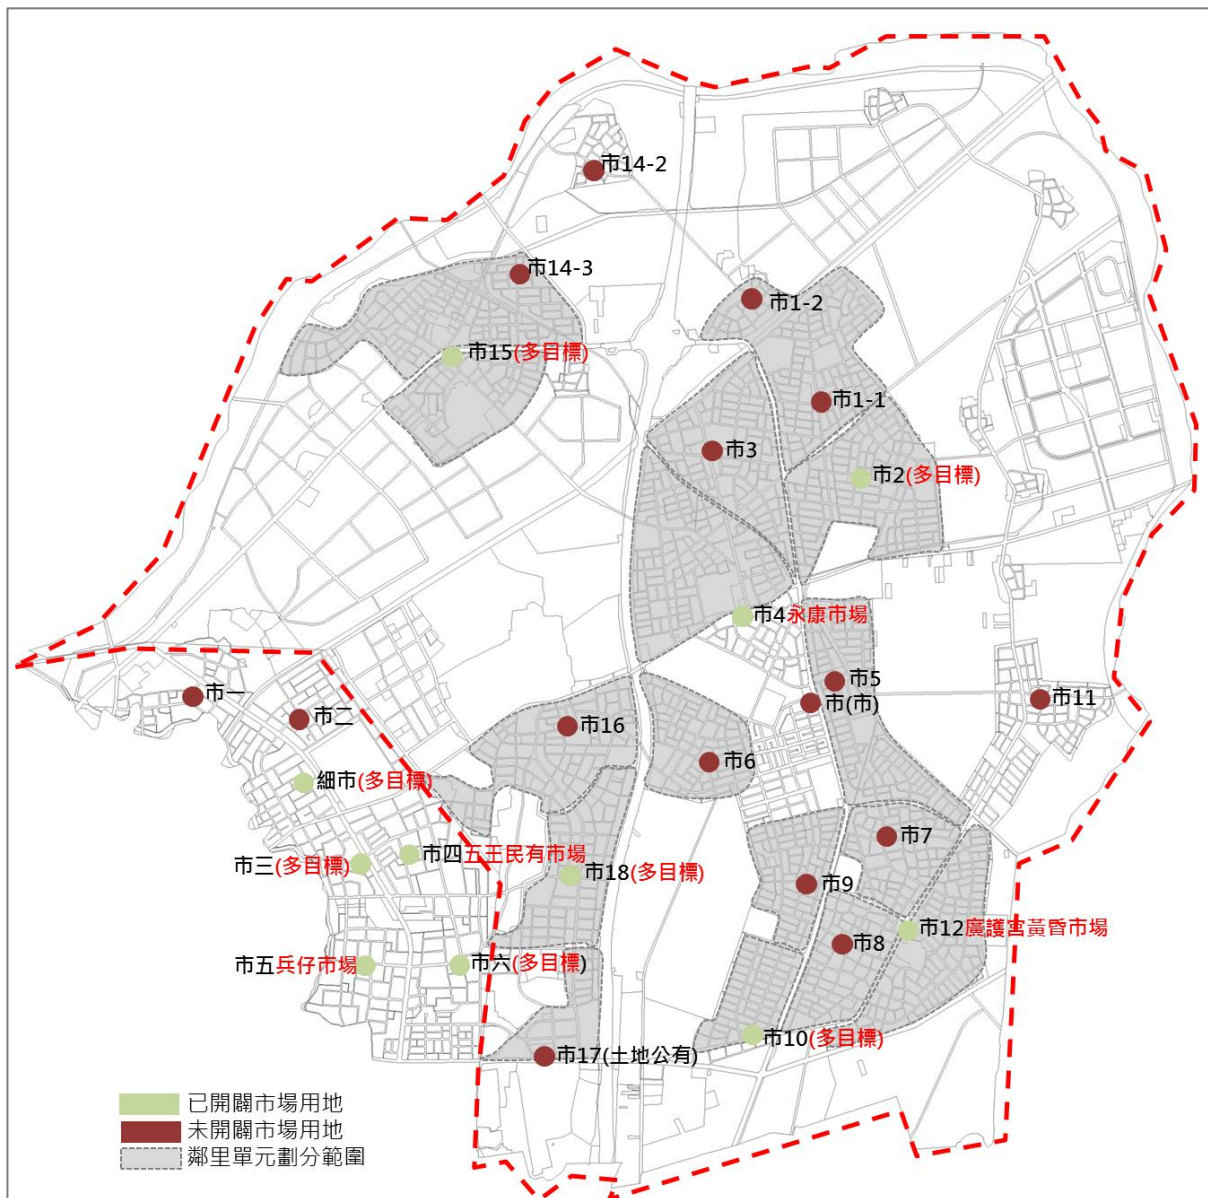 市14-2
市14-3
市1-2
市15(多目標)
市1-1
市3
市2(多目標)
市4永康市場
市5
市一
市(市)
市11
市二
市16
市6
細市(多目標)
市7
市四五王民有市場
市三(多目標)
市18(多目標)
市9
市12廣護宮黃昏市場
市8
市五兵仔市場
市六(多目標)
市10(多目標)
市17(土地公有)
已開闢市場用地
未開闢市場用地
鄰里單元劃分範圍